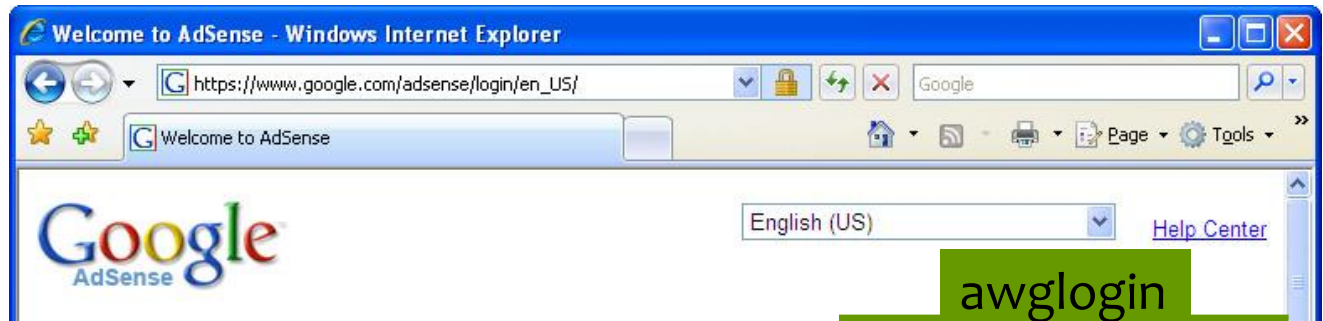 Welcome to AdSense - Windows Internet Explorer
https://www.google.com/adsense/login/en_US/
Google
Welcome to AdSense
Page
Tools
Google
AdSense
English (US)
Help Center
awglogin